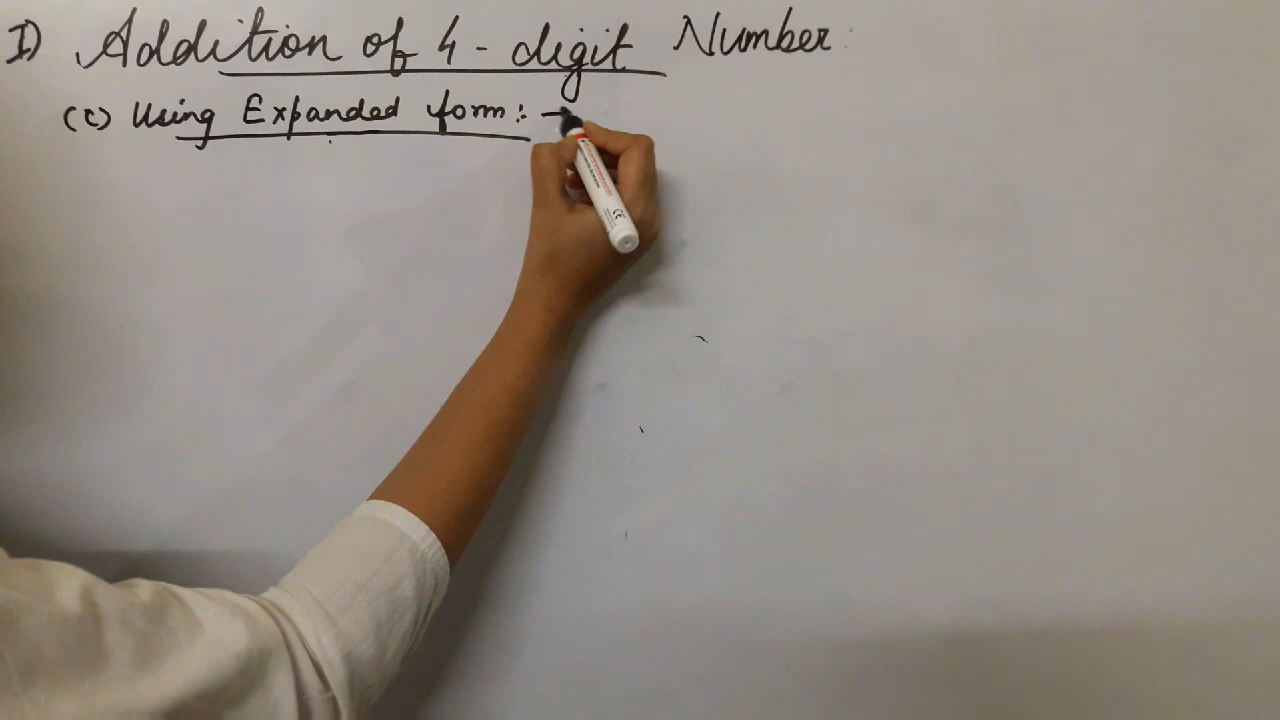 I) Addition of 4 - digit Number
(c) Using Expanded form : -